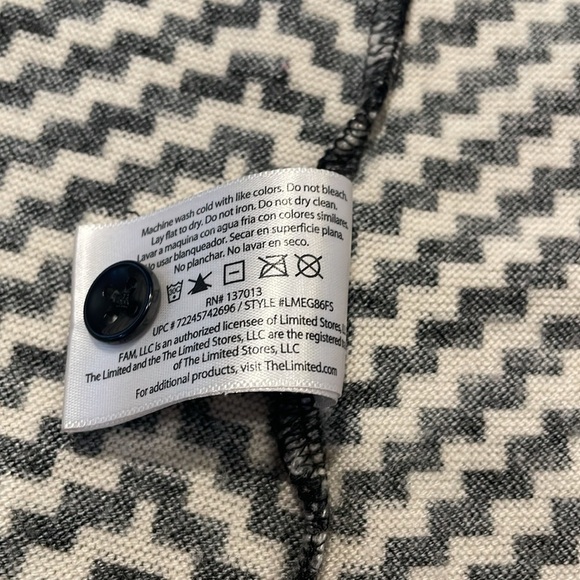 Machine wash cold with like colors. Do not bleach.
Lay flat to dry. Do not iron. Do not dry clean.
Lavar a maquina con agua fria con colores similares.
usar blanqueador. Secar en superficie plana.
No planchar. No lavar en seco.
30C
RN# 137013
UPC # 72245742696 / STYLE #LMEG86FS
FAM, LLC is an authorized licensee of Limited Stores,
The Limited and the The Limited Stores, LLC are the registered
of The Limited Stores, LLC
For additional products, visit TheLimited.com